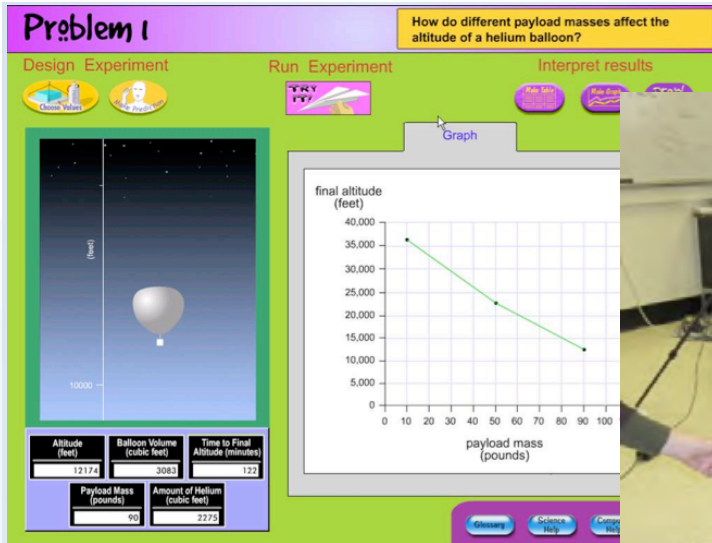 Problem 1
How do different payload masses affect the
altitude of a helium balloon?
Design Experiment
Run Experiment
Interpret results
Choose Values
Make Prediction
TRY
IT!
Make Table
Make Graph
Graph
(feet)
10000
final altitude
(feet)
40,000
35,000
30,000
25,000
20,000
15,000
10,000
5,000
0
0 10 20 30 40 50 60 70 80 90 100
payload mass
(pounds)
Altitude
(feet)
12174
Balloon Volume
(cubic feet)
3083
Time to Final
Altitude (minutes)
122
Payload Mass
(pounds)
90
Amount of Helium
(cubic feet)
2275
Glossary
Science
Help